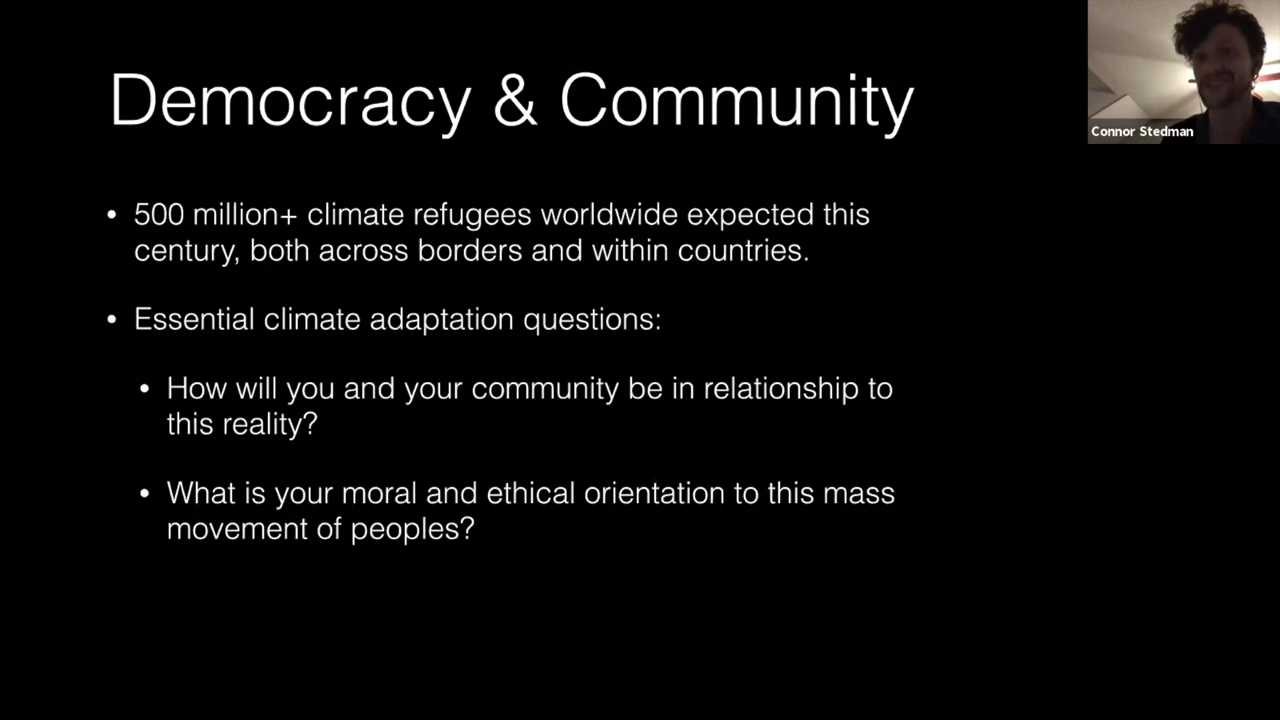 Democracy & Community
Connor Stedman
• 500 million+ climate refugees worldwide expected this
century, both across borders and within countries.
• Essential climate adaptation questions:
• How will you and your community be in relationship to
this reality?
• What is your moral and ethical orientation to this mass
movement of peoples?